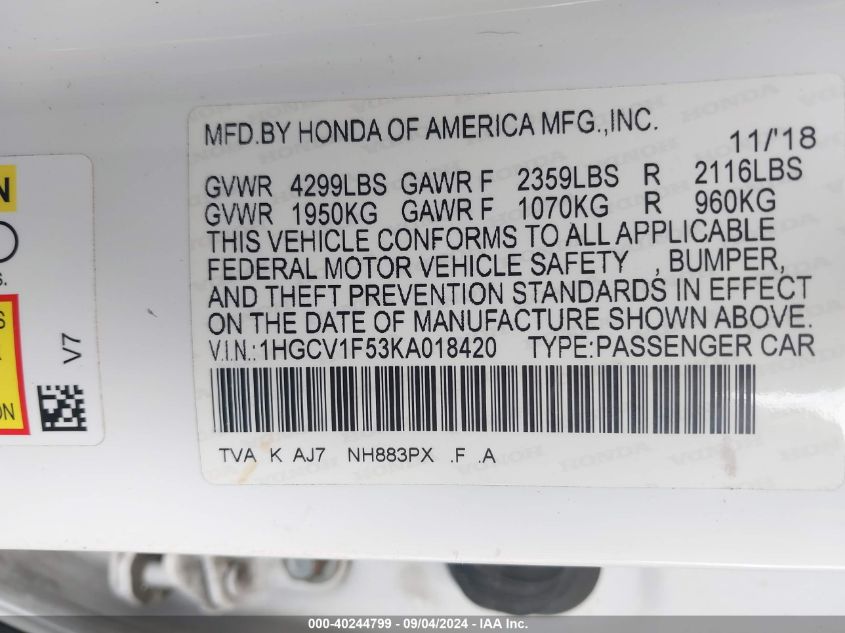 MFD.BY HONDA OF AMERICA MFG.,INC.
11/'18
GVWR 4299LBS GAWR F 2359LBS R 2116LBS
GVWR 1950KG GAWR F 1070KG R 960KG
THIS VEHICLE CONFORMS TO ALL APPLICABLE
FEDERAL MOTOR VEHICLE SAFETY , BUMPER,
AND THEFT PREVENTION STANDARDS IN EFFECT
ON THE DATE OF MANUFACTURE SHOWN ABOVE.
V.I.N.:1HGCV1F53KA018420 TYPE:PASSENGER CAR
TVA K AJ7 NH883PX .F .A
V7
000-40244799 - 09/04/2024 - IAA Inc.